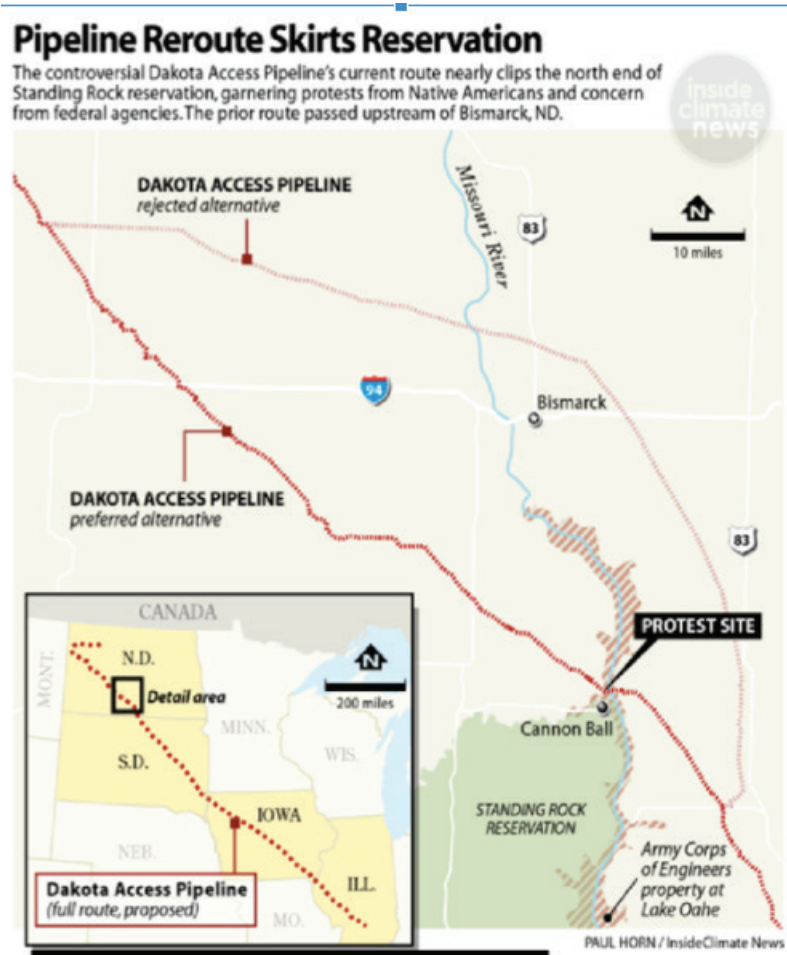 Pipeline Reroute Skirts Reservation
The controversial Dakota Access Pipeline's current route nearly clips the north end of
Standing Rock reservation, garnering protests from Native Americans and concern
from federal agencies. The prior route passed upstream of Bismarck, ND.
inside
climate
news
DAKOTA ACCESS PIPELINE
rejected alternative
Missouri River
83
N
10 miles
94
Bismarck
DAKOTA ACCESS PIPELINE
preferred alternative
83
PROTEST SITE
Cannon Ball
STANDING ROCK
RESERVATION
Army Corps
of Engineers
property at
Lake Oahe
CANADA
MONT.
N.D.
N
200 miles
Detail area
MINN.
WIS.
S.D.
IOWA
NEB.
ILL.
MO.
Dakota Access Pipeline
(full route, proposed)
PAUL HORN / InsideClimate News